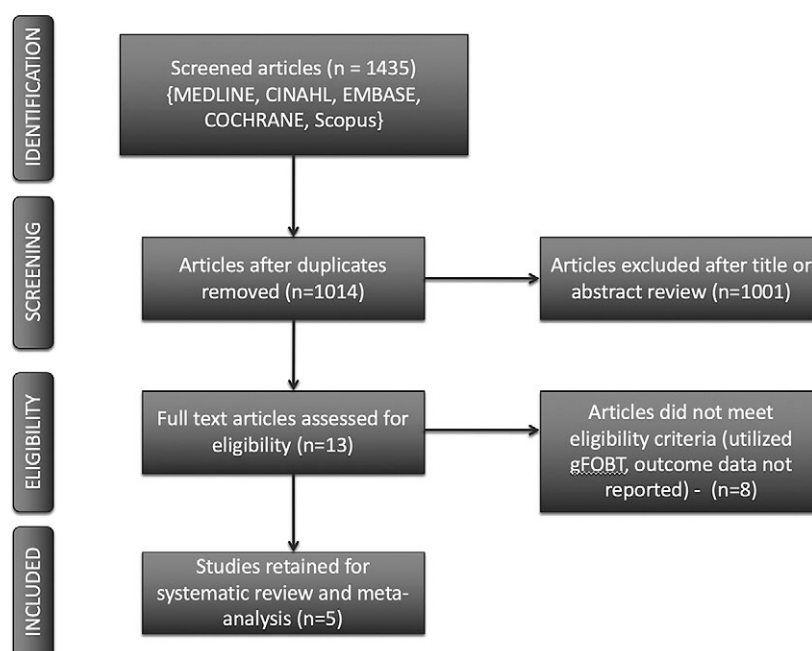 IDENTIFICATION
Screened articles (n = 1435)
{MEDLINE, CINAHL, EMBASE,
COCHRANE, Scopus}
SCREENING
Articles after duplicates
removed (n=1014)
Articles excluded after title or
abstract review (n=1001)
ELIGIBILITY
Full text articles assessed for
eligibility (n=13)
Articles did not meet
eligibility criteria (utilized
gFOBT, outcome data not
reported) - (n=8)
INCLUDED
Studies retained for
systematic review and meta-
analysis (n=5)